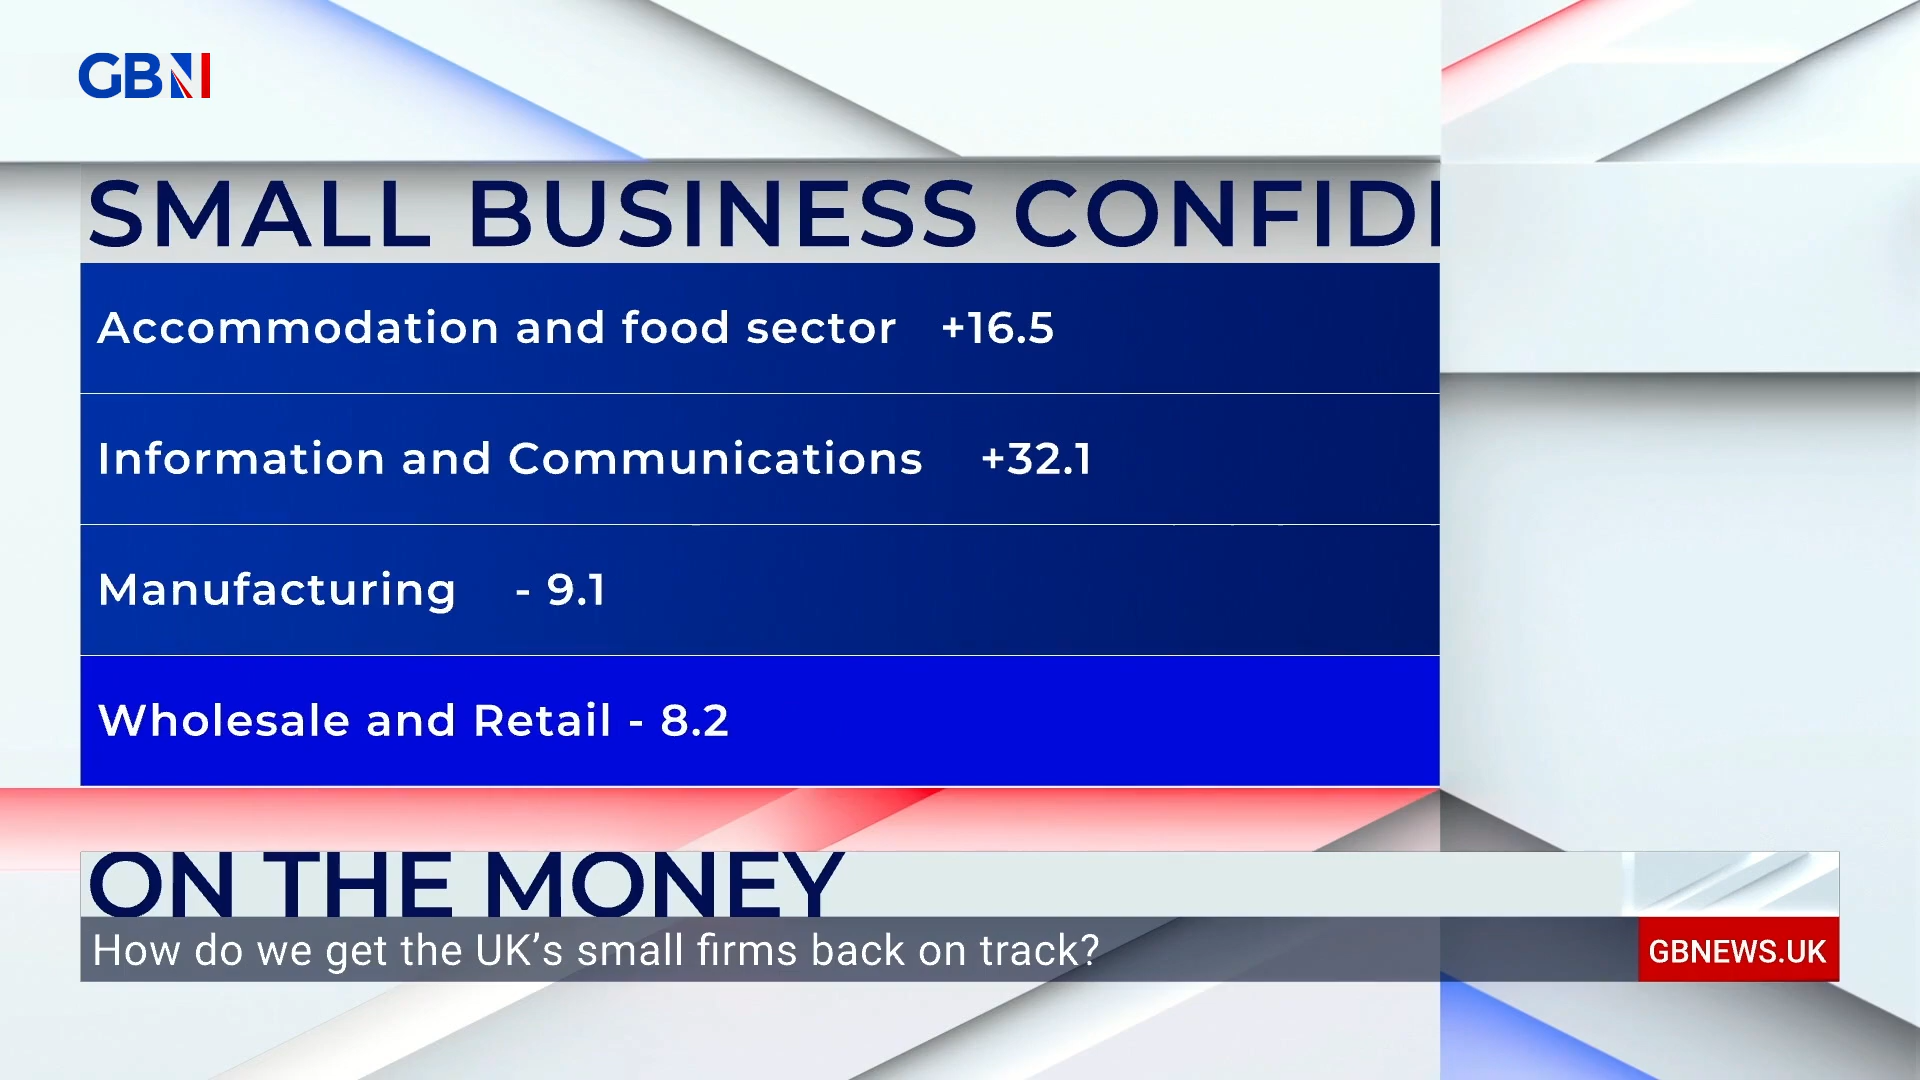 GBN
SMALL BUSINESS CONFID
Accommodation and food sector +16.5
Information and Communications +32.1
Manufacturing - 9.1
Wholesale and Retail - 8.2
ON THE MONEY
How do we get the UK’s small firms back on track?
GBNEWS.UK